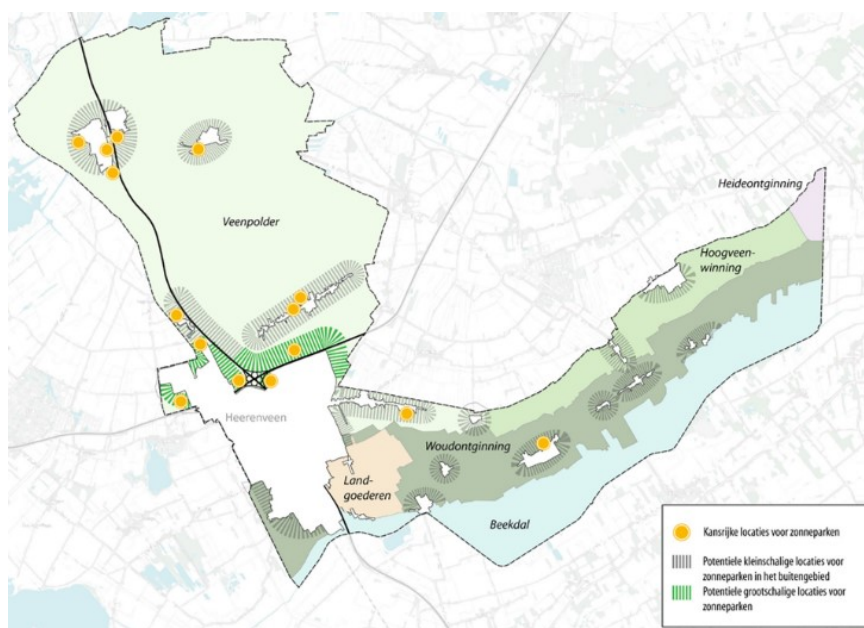 Heideontginning
Veenpolder
Hoogveen-
winning
Heerenveen
Woudontginning
Land-
goederen
Beekdal
Kansrijke locaties voor zonneparken
Potentiele kleinschalige locaties voor
zonneparken in het buitengebied
Potentiele grootschalige locaties voor
zonneparken